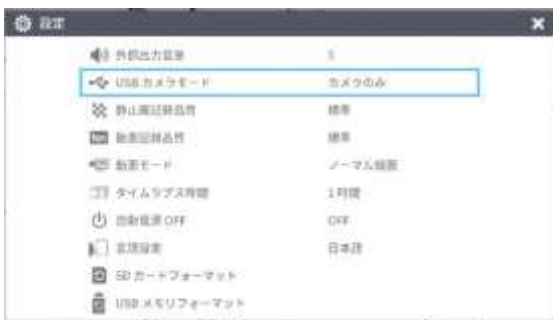 設定
外部出力音量 5
USB カメラモード カメラのみ
静止画記録品質 標準
動画記録品質 標準
動画モード ノーマル録画
タイムラプス時間 1時間
自動電源 OFF OFF
言語設定 日本語
SD カードフォーマット
USB メモリフォーマット